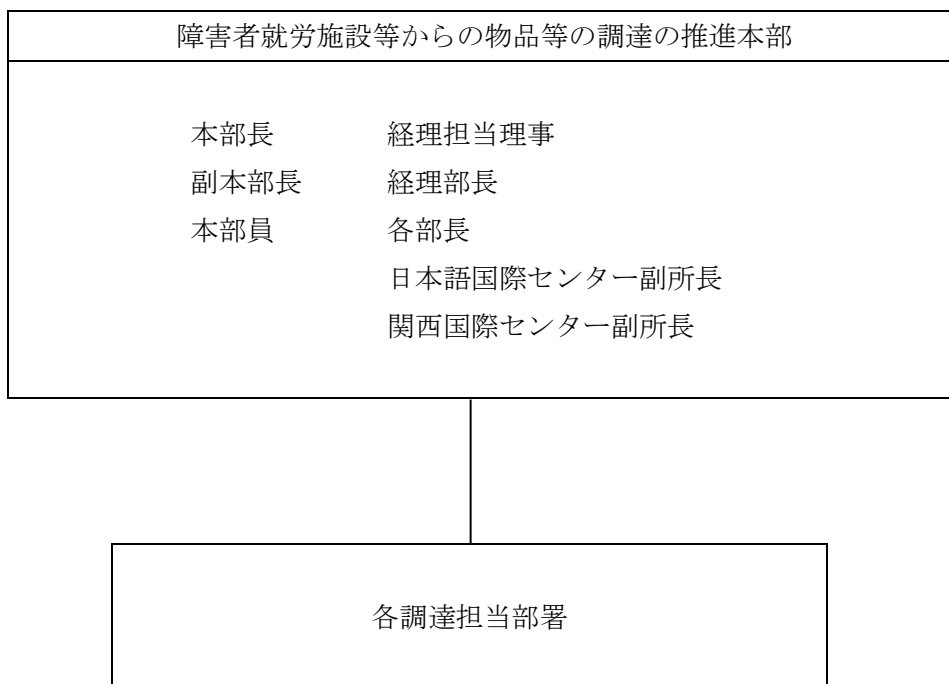 障害者就労施設等からの物品等の調達の推進本部
本部長 経理担当理事
副本部長 経理部長
本部員 各部長
日本語国際センター副所長
関西国際センター副所長
各調達担当部署